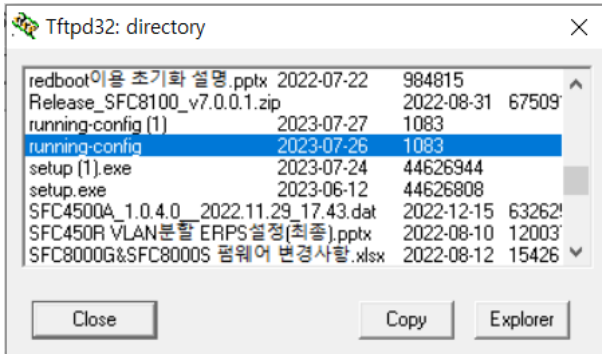 Tftpd32: directory
redboot이용 초기화 설명.pptx 2022-07-22 984815
Release_SFC8100_v7.0.0.1.zip 2022-08-31 67509
running-config (1) 2023-07-27 1083
running-config 2023-07-26 1083
setup (1).exe 2023-07-24 44626944
setup.exe 2023-06-12 44626808
SFC4500A_1.0.4.0__2022.11.29_17.43.dat 2022-12-15 63262
SFC450R VLAN분할 ERPS설정(최종).pptx 2022-08-10 12003
SFC8000G&SFC8000S 펌웨어 변경사항.xlsx 2022-08-12 15426
Close Copy Explorer